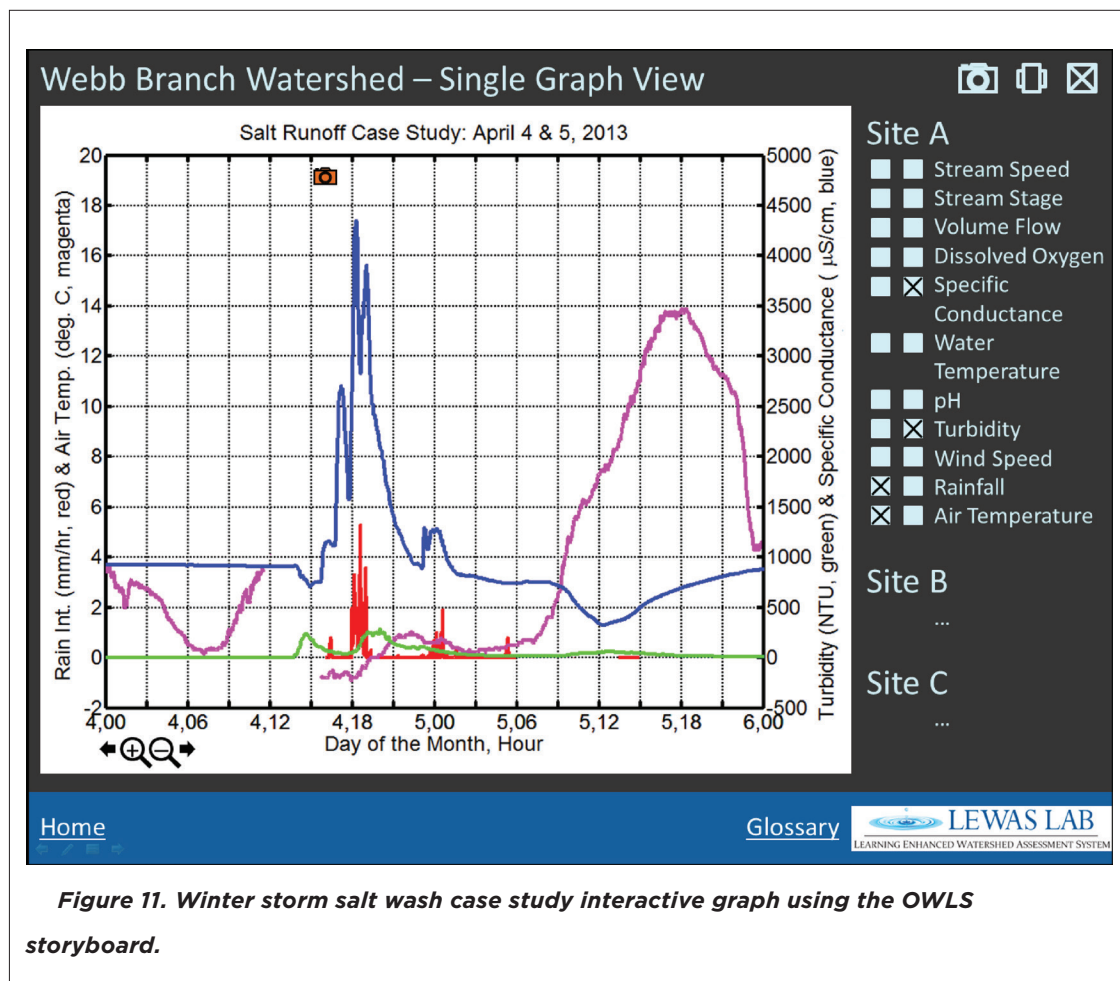 Webb Branch Watershed – Single Graph View
Salt Runoff Case Study: April 4 & 5, 2013
Rain Int. (mm/hr, red) & Air Temp. (deg. C, magenta)
20
18
16
14
12
10
8
6
4
2
0
-2
4,00
4,06
4,12
4,18
5,00
5,06
5,12
5,18
6,00
Day of the Month, Hour
5000
4500
4000
3500
3000
2500
2000
1500
1000
500
0
-500
Turbidity (NTU, green) & Specific Conductance ( µS/cm, blue)
Site A
Stream Speed
Stream Stage
Volume Flow
Dissolved Oxygen
Specific
Conductance
Water
Temperature
pH
Turbidity
Wind Speed
Rainfall
Air Temperature
Site B
...
Site C
...
Home
Glossary
LEWAS LAB
LEARNING ENHANCED WATERSHED ASSESSMENT SYSTEM
Figure 11. Winter storm salt wash case study interactive graph using the OWLS
storyboard.